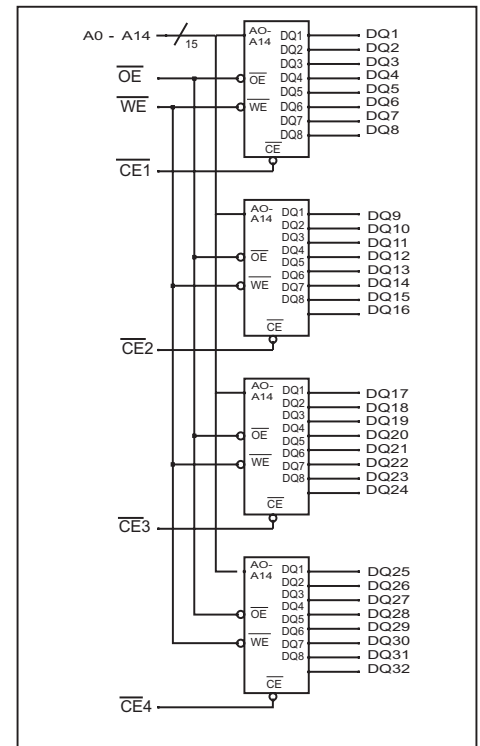 A0 - A14
15
OE
WE
CE1
AO-
A14
OE
WE
CE
DQ1
DQ2
DQ3
DQ4
DQ5
DQ6
DQ7
DQ8
DQ1
DQ2
DQ3
DQ4
DQ5
DQ6
DQ7
DQ8
CE2
AO-
A14
OE
WE
CE
DQ1
DQ2
DQ3
DQ4
DQ5
DQ6
DQ7
DQ8
DQ9
DQ10
DQ11
DQ12
DQ13
DQ14
DQ15
DQ16
CE3
AO-
A14
OE
WE
CE
DQ1
DQ2
DQ3
DQ4
DQ5
DQ6
DQ7
DQ8
DQ17
DQ18
DQ19
DQ20
DQ21
DQ22
DQ23
DQ24
CE4
AO-
A14
OE
WE
CE
DQ1
DQ2
DQ3
DQ4
DQ5
DQ6
DQ7
DQ8
DQ25
DQ26
DQ27
DQ28
DQ29
DQ30
DQ31
DQ32